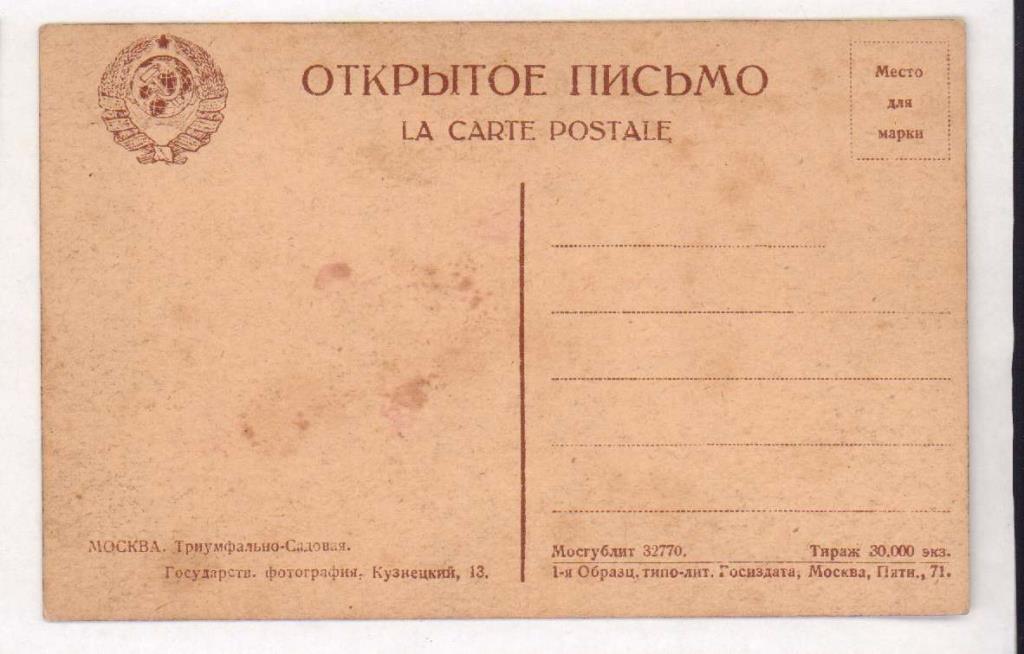 ОТКРЫТОЕ ПИСЬМО
LA CARTE POSTALE
Место
для
марки
МОСКВА. Триумфально-Садовая.
Государств. фотография, Кузнецкий, 13.
Мосгублит 32770. Тираж 30.000 экз.
1-я Образц. типо-лит. Госиздата, Москва, Пятн., 71.